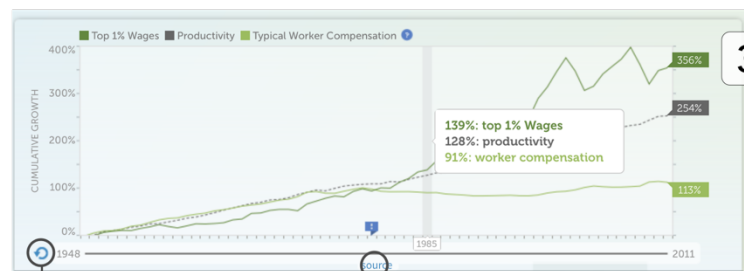 Top 1% Wages Productivity Typical Worker Compensation ?
400%
300%
200%
100%
0%
CUMULATIVE GROWTH
356%
254%
113%
139%: top 1% Wages
128%: productivity
91%: worker compensation
1985
1948
2011
source